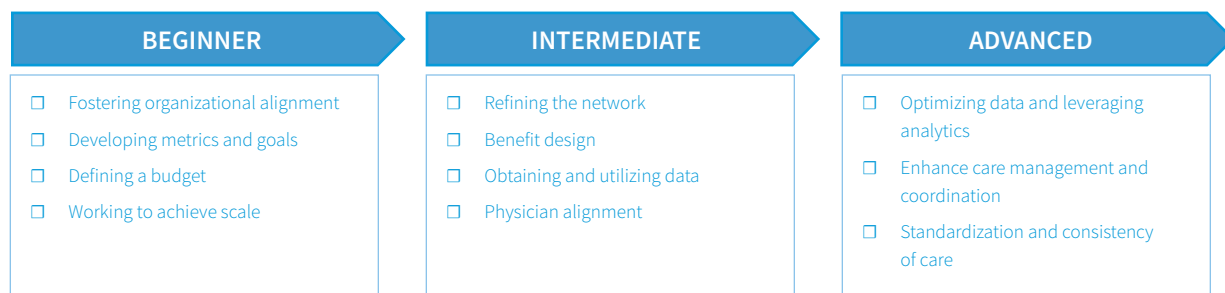 BEGINNER
❒ Fostering organizational alignment
❒ Developing metrics and goals
❒ Defining a budget
❒ Working to achieve scale
INTERMEDIATE
❒ Refining the network
❒ Benefit design
❒ Obtaining and utilizing data
❒ Physician alignment
ADVANCED
❒ Optimizing data and leveraging
analytics
❒ Enhance care management and
coordination
❒ Standardization and consistency
of care